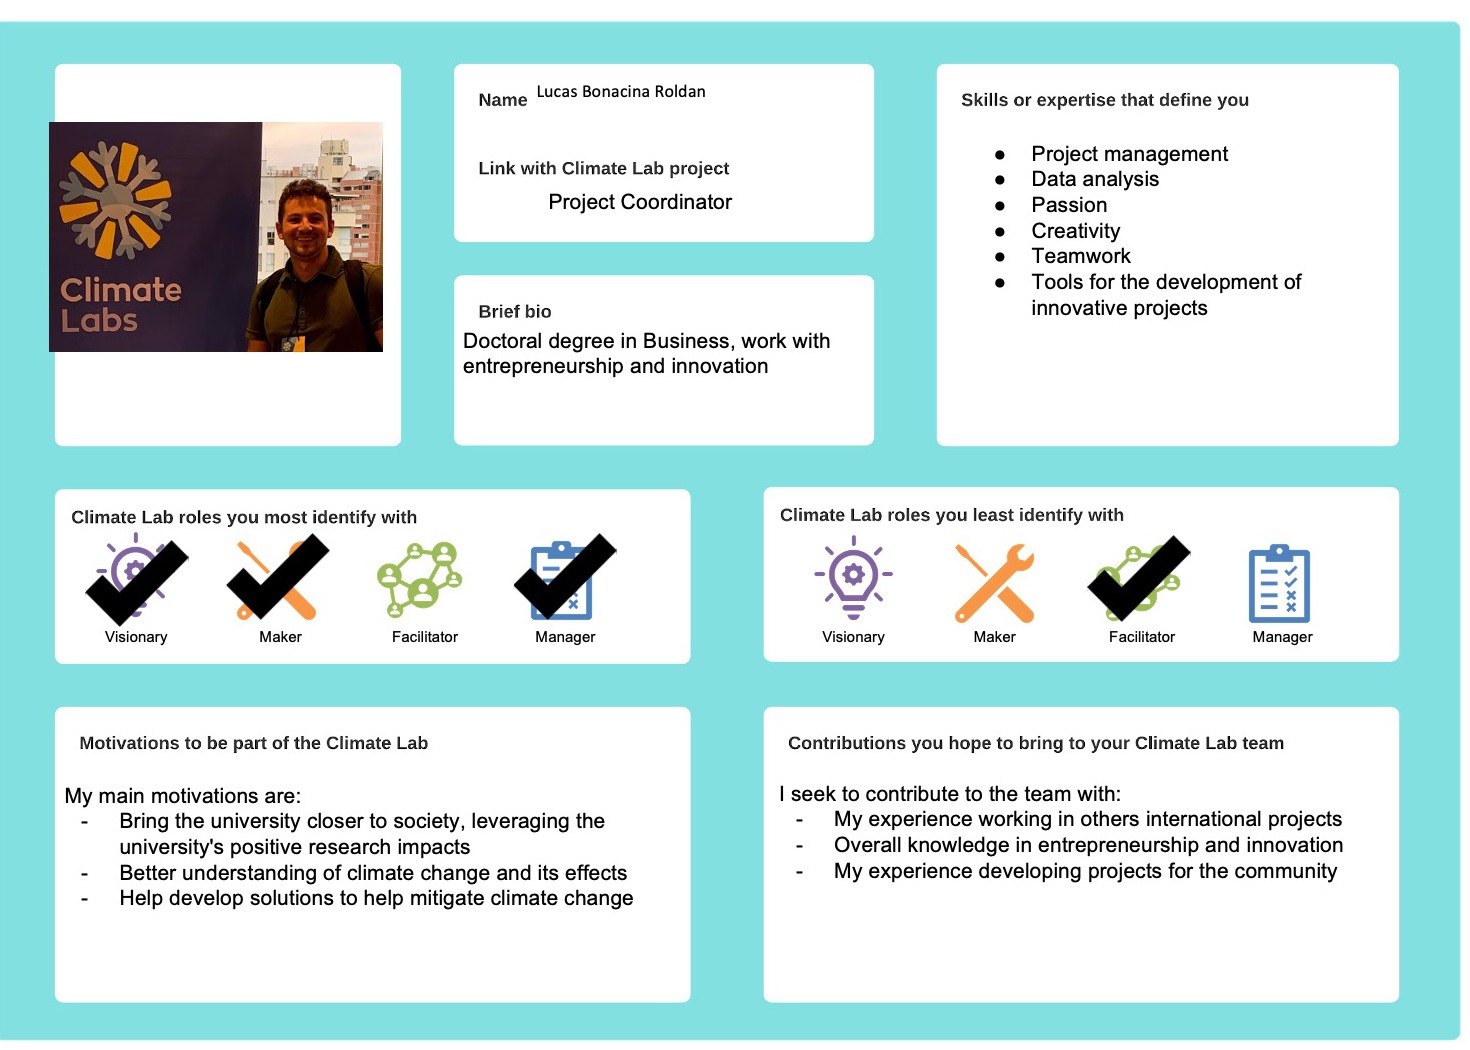 Climate
Labs
Name Lucas Bonacina Roldan
Link with Climate Lab project
Project Coordinator
Brief bio
Doctoral degree in Business, work with
entrepreneurship and innovation
Skills or expertise that define you
● Project management
● Data analysis
● Passion
● Creativity
● Teamwork
● Tools for the development of
innovative projects
Climate Lab roles you most identify with
Visionary Maker Facilitator Manager
Climate Lab roles you least identify with
Visionary Maker Facilitator Manager
Motivations to be part of the Climate Lab
My main motivations are:
- Bring the university closer to society, leveraging the
university's positive research impacts
- Better understanding of climate change and its effects
- Help develop solutions to help mitigate climate change
Contributions you hope to bring to your Climate Lab team
I seek to contribute to the team with:
- My experience working in others international projects
- Overall knowledge in entrepreneurship and innovation
- My experience developing projects for the community